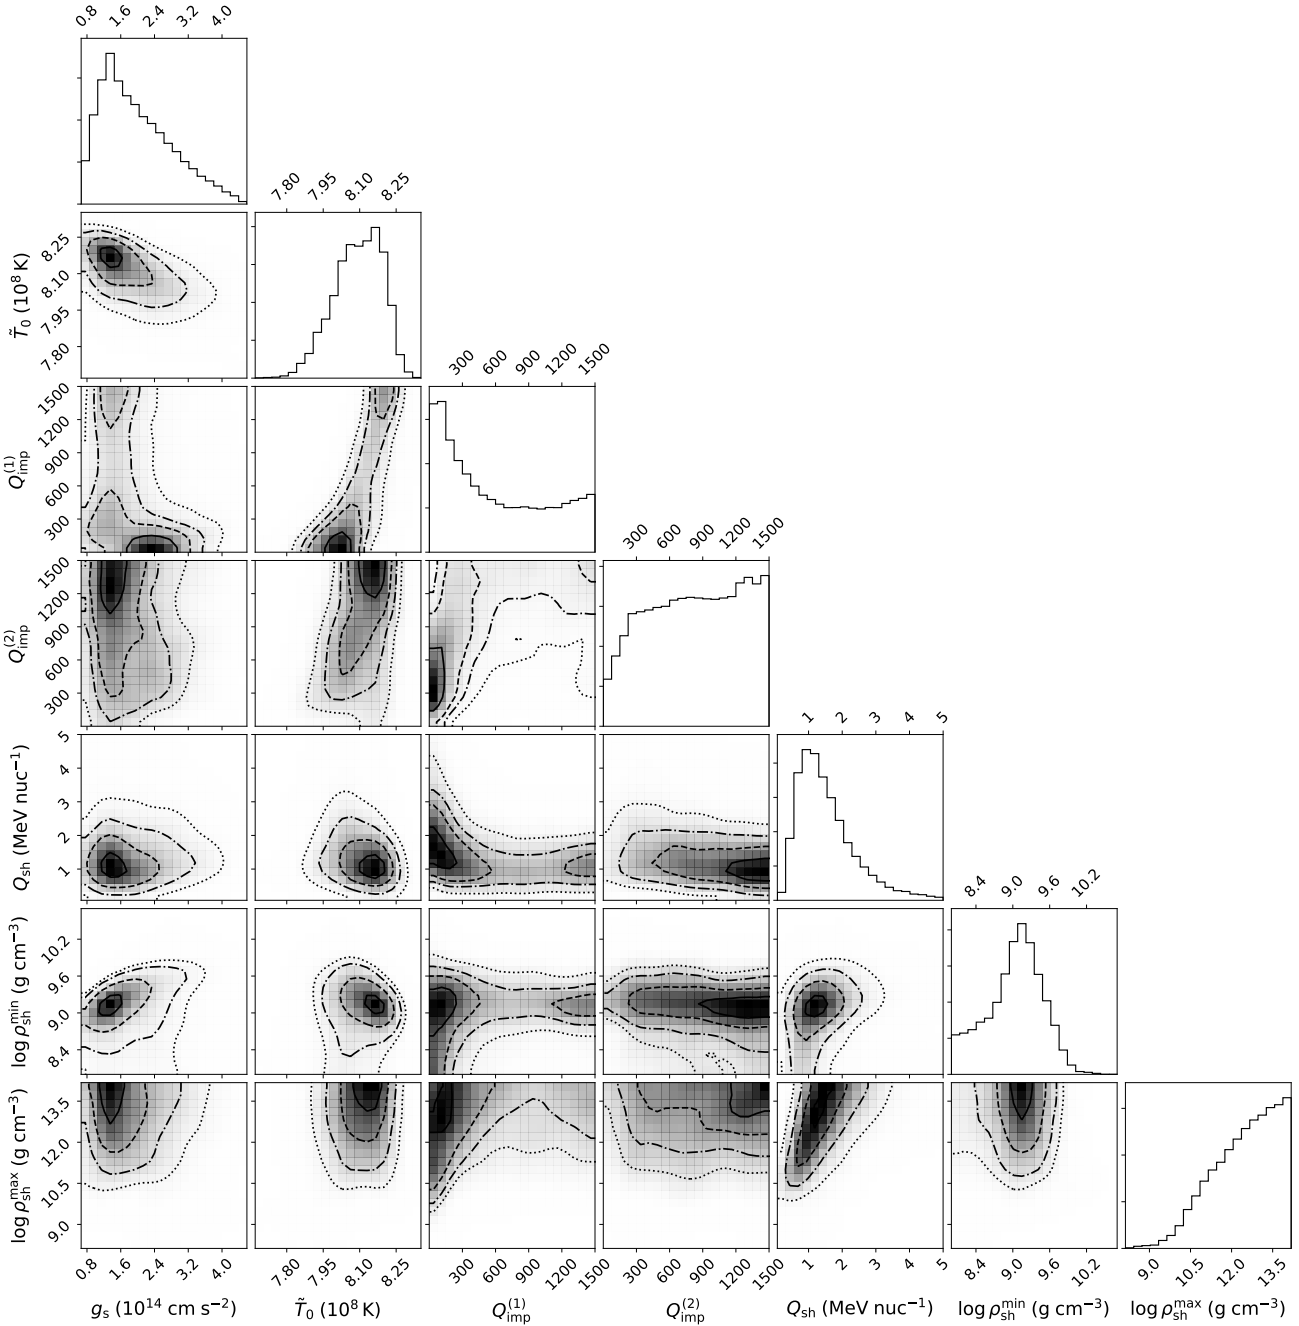 0.8 1.6 2.4 3.2 4.0
7.80 7.95 8.10 8.25
T̃₀ (10⁸ K)
8.25
8.10
7.95
7.80
300 600 900 1200 1500
Q_imp^(1)
1500
1200
900
600
300
300 600 900 1200 1500
Q_imp^(2)
1500
1200
900
600
300
1 2 3 4 5
Q_sh (MeV nuc⁻¹)
5
4
3
2
1
8.4 9.0 9.6 10.2
log ρ_sh^min (g cm⁻³)
10.2
9.6
9.0
8.4
log ρ_sh^max (g cm⁻³)
13.5
12.0
10.5
9.0
0.8 1.6 2.4 3.2 4.0
7.80 7.95 8.10 8.25
300 600 900 1200 1500
300 600 900 1200 1500
0 1 2 3 4 5
8.4 9.0 9.6 10.2
9.0 10.5 12.0 13.5
g_s (10¹⁴ cm s⁻²)
T̃₀ (10⁸ K)
Q_imp^(1)
Q_imp^(2)
Q_sh (MeV nuc⁻¹)
log ρ_sh^min (g cm⁻³)
log ρ_sh^max (g cm⁻³)